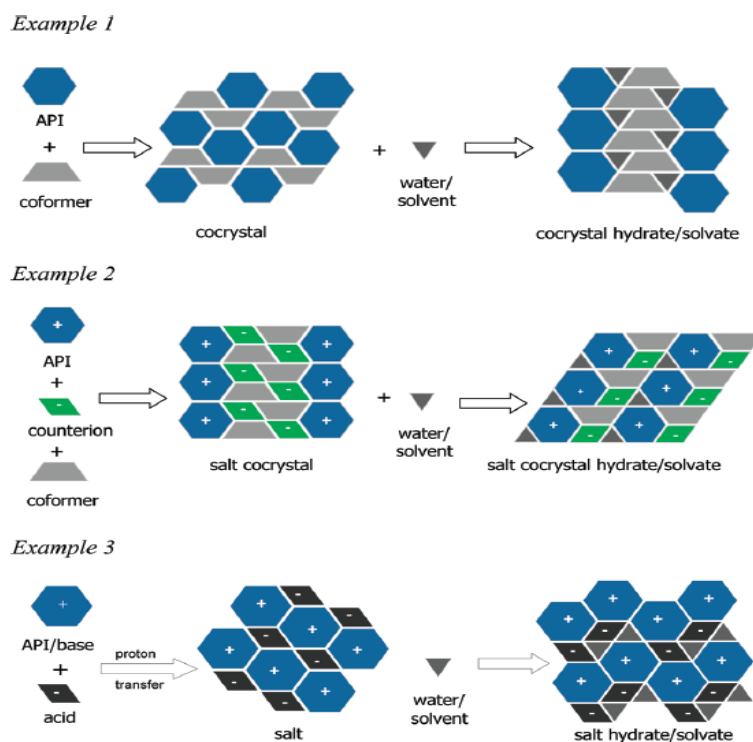 Example 1
API
+
coformer
cocrystal
+
water/
solvent
cocrystal hydrate/solvate
Example 2
+
API
+
-
counterion
+
coformer
- 
+ +
-
-
+ +
-
-
+ +
-
salt cocrystal
+
water/
solvent
+ +
- -
+ +
- -
+ +
- -
salt cocrystal hydrate/solvate
Example 3
+
API/base
+
-
acid
proton
transfer
-
+
-
+
-
+
-
+
-
+
-
salt
water/
solvent
+ +
+ +
- -
+ +
- -
+ +
- -
salt hydrate/solvate